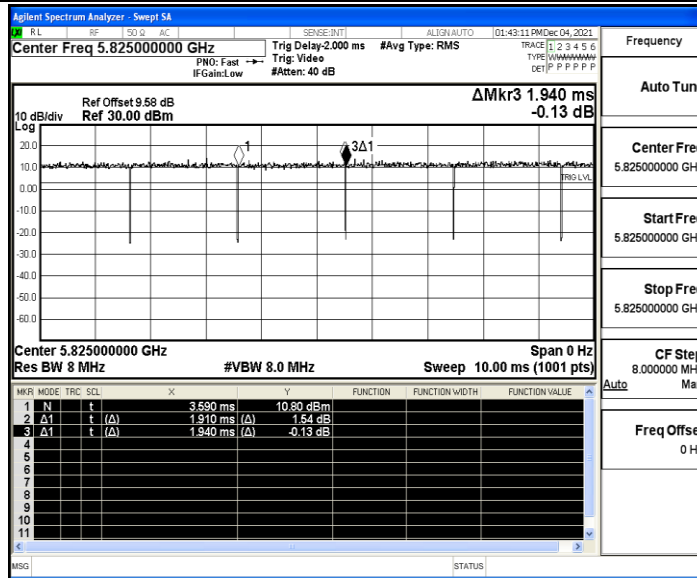 Agilent Spectrum Analyzer - Swept SA
RL RF 50 Ω AC SENSE:INT ALIGN AUTO 01:43:11 PM Dec 04, 2021
Center Freq 5.825000000 GHz
PNO: Fast
IFGain:Low
Trig Delay-2.000 ms
Trig: Video
#Atten: 40 dB
#Avg Type: RMS
TRACE 1 2 3 4 5 6
TYPE WWWWWW
DET P P P P P P
ΔMkr3 1.940 ms
-0.13 dB
Ref Offset 9.58 dB
10 dB/div Ref 30.00 dBm
Log
20.0
10.0
0.00
-10.0
-20.0
-30.0
-40.0
-50.0
-60.0
1
3Δ1
TRIG LVL
Center 5.825000000 GHz Span 0 Hz
Res BW 8 MHz #VBW 8.0 MHz Sweep 10.00 ms (1001 pts)
MKR MODE TRC SCL X Y FUNCTION FUNCTION WIDTH FUNCTION VALUE
1 N t 3.590 ms 10.80 dBm
2 Δ1 t (Δ) 1.910 ms (Δ) 1.54 dB
3 Δ1 t (Δ) 1.940 ms (Δ) -0.13 dB
4
5
6
7
8
9
10
11
MSG STATUS
Frequency
Auto Tun
Center Fre
5.825000000 GH
Start Fre
5.825000000 GH
Stop Fre
5.825000000 GH
CF Ste
8.000000 MH
Auto Ma
Freq Offse
0 H